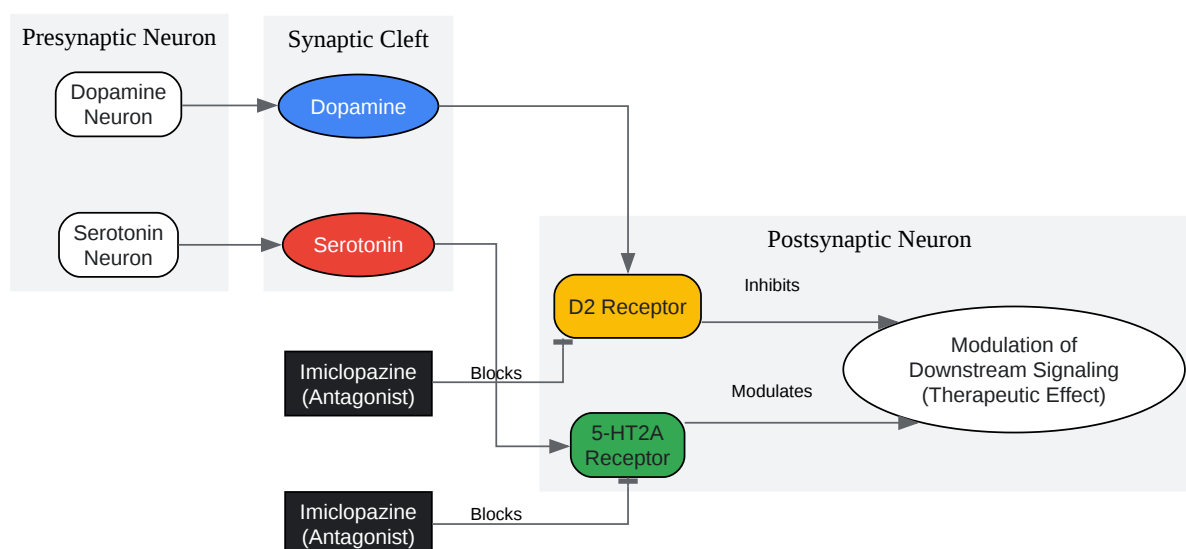 Presynaptic Neuron
Synaptic Cleft
Dopamine
Neuron
Dopamine
Serotonin
Neuron
Serotonin
Postsynaptic Neuron
D2 Receptor
Inhibits
Modulation of
Downstream Signaling
(Therapeutic Effect)
Imiclopazine
(Antagonist)
Blocks
Modulates
5-HT2A
Receptor
Imiclopazine
(Antagonist)
Blocks